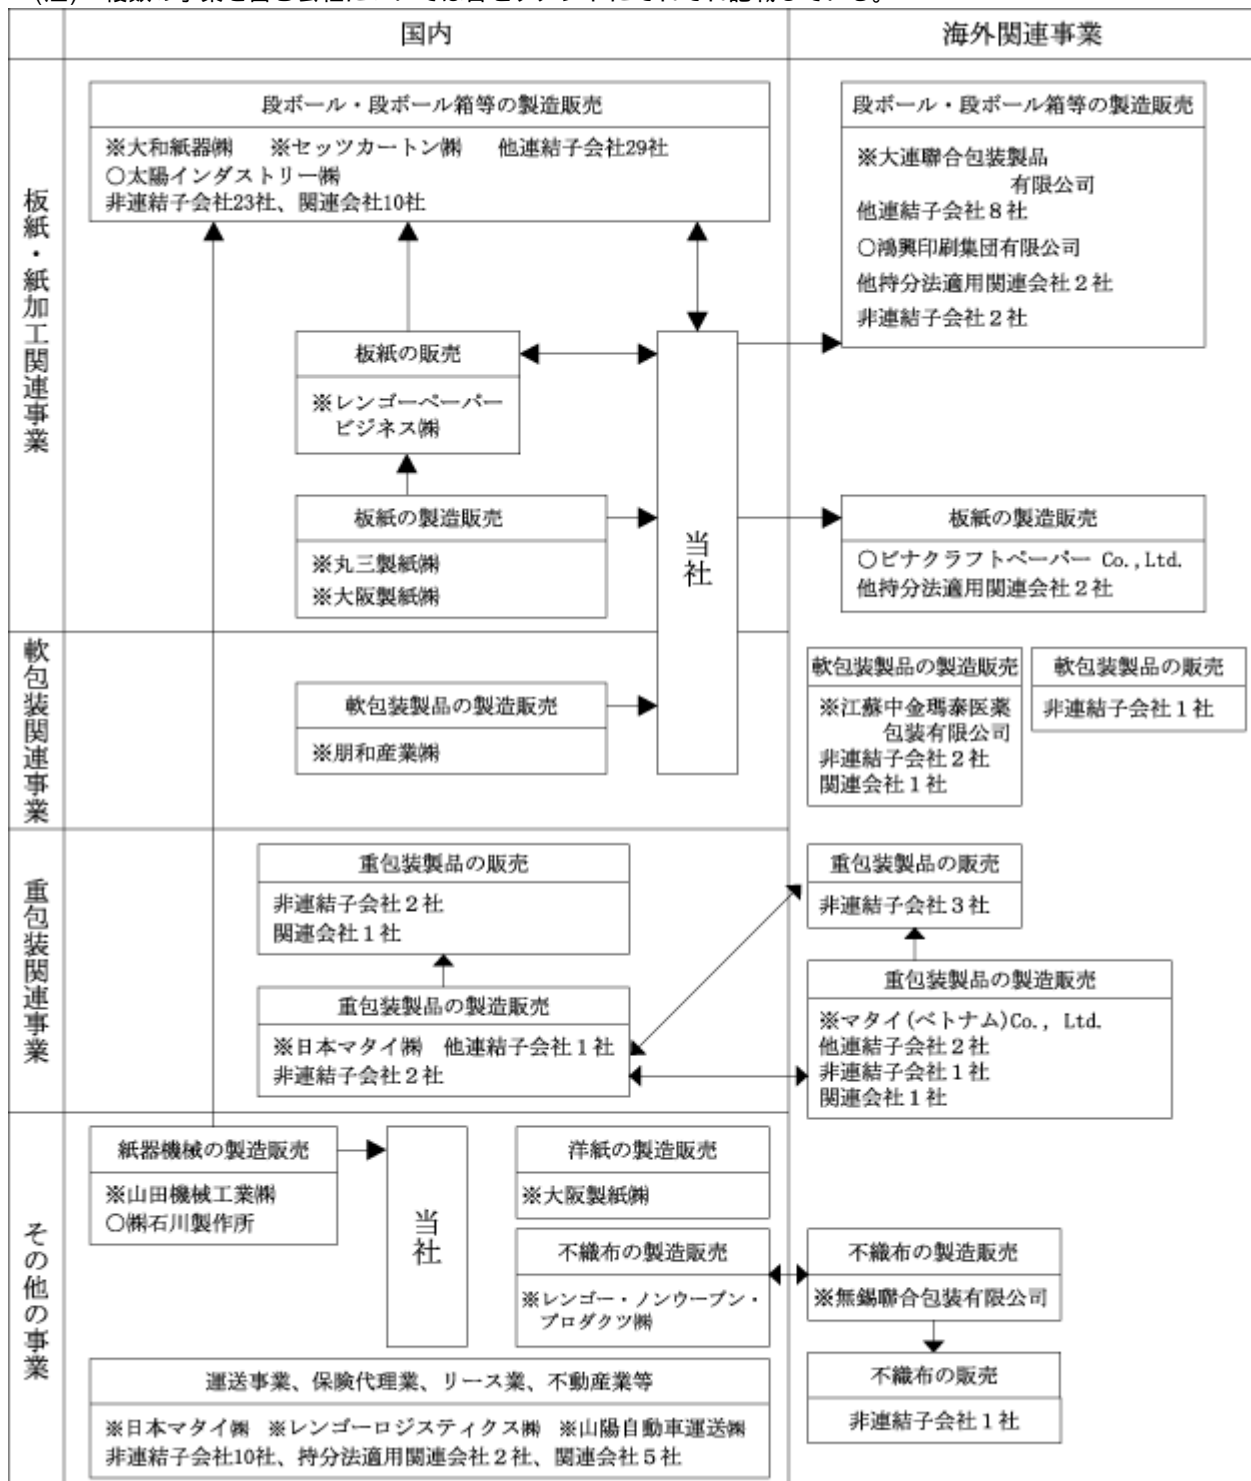 (注) 複数の事業を営む会社については各セグメントにそれぞれ記載している。
国内
海外関連事業
板紙・紙加工関連事業
段ボール・段ボール箱等の製造販売
※大和紙器㈱ ※セッツカートン㈱ 他連結子会社29社
○太陽インダストリー㈱
非連結子会社23社、関連会社10社
段ボール・段ボール箱等の製造販売
※大連聯合包装製品
有限公司
他連結子会社8社
○鴻興印刷集団有限公司
他持分法適用関連会社2社
非連結子会社2社
板紙の販売
※レンゴーペーパー
ビジネス㈱
板紙の製造販売
※丸三製紙㈱
※大阪製紙㈱
当社
板紙の製造販売
○ビナクラフトペーパー Co.,Ltd.
他持分法適用関連会社2社
軟包装関連事業
軟包装製品の製造販売
※朋和産業㈱
軟包装製品の製造販売
※江蘇中金瑪泰医薬
包装有限公司
非連結子会社2社
関連会社1社
軟包装製品の販売
非連結子会社1社
重包装関連事業
重包装製品の販売
非連結子会社2社
関連会社1社
重包装製品の製造販売
※日本マタイ㈱ 他連結子会社1社
非連結子会社2社
重包装製品の販売
非連結子会社3社
重包装製品の製造販売
※マタイ(ベトナム)Co., Ltd.
他連結子会社2社
非連結子会社1社
関連会社1社
その他の事業
紙器機械の製造販売
※山田機械工業㈱
○㈱石川製作所
当社
洋紙の製造販売
※大阪製紙㈱
不織布の製造販売
※レンゴー・ノンウーブン・
プロダクツ㈱
不織布の製造販売
※無錫聯合包装有限公司
不織布の販売
非連結子会社1社
運送事業、保険代理業、リース業、不動産業等
※日本マタイ㈱ ※レンゴーロジスティクス㈱ ※山陽自動車運送㈱
非連結子会社10社、持分法適用関連会社2社、関連会社5社